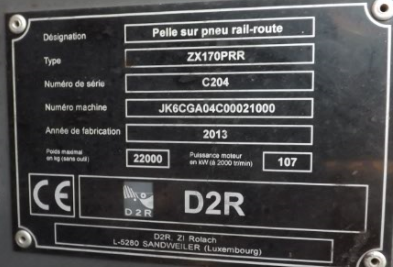 Désignation Pelle sur pneu rail-route
Type ZX170PRR
Numéro de série C204
Numéro machine JK6CGA04C00021000
Année de fabrication 2013
Poids maximal Puissance moteur
en kg (sans outil) 22000 en kW (à 2000 tr/min) 107
CE D2R D2R
D2R, ZI Rolach
L-5280 SANDWEILER (Luxembourg)